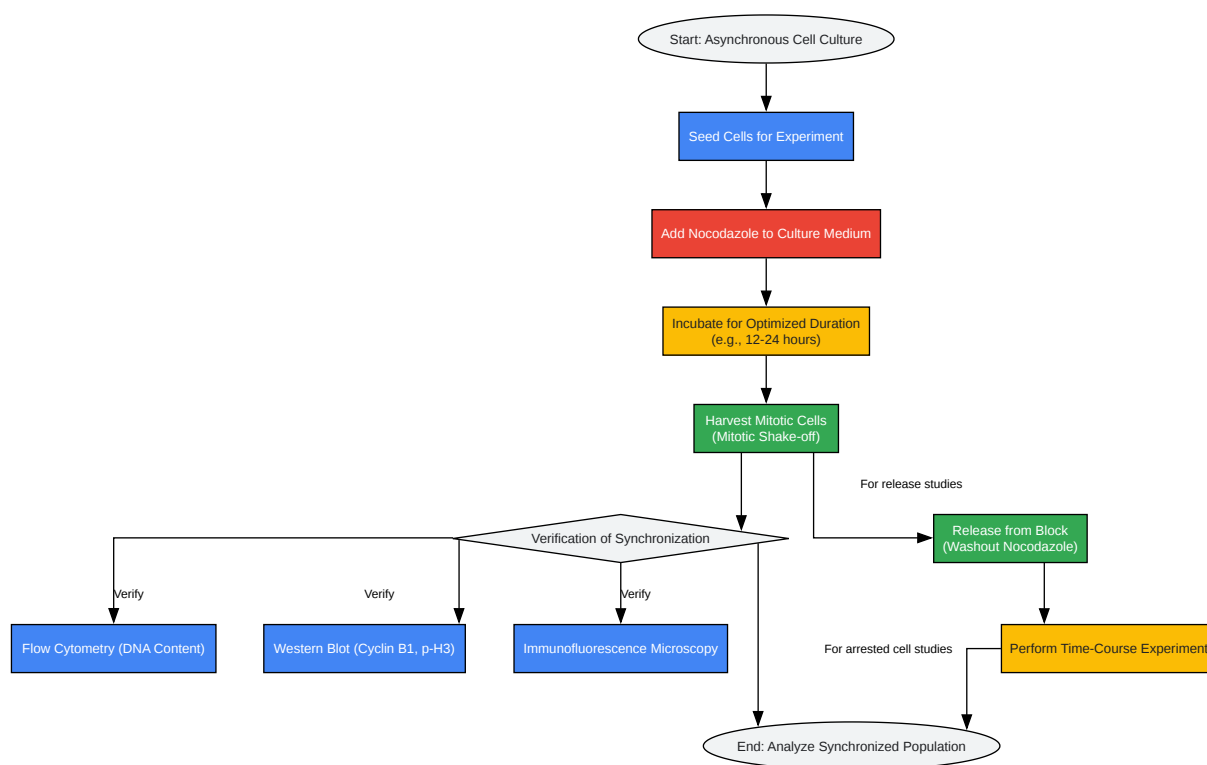 Start: Asynchronous Cell Culture
Seed Cells for Experiment
Add Nocodazole to Culture Medium
Incubate for Optimized Duration
(e.g., 12-24 hours)
Harvest Mitotic Cells
(Mitotic Shake-off)
For release studies
Verification of Synchronization
Release from Block
(Washout Nocodazole)
Verify
Verify
Verify
Flow Cytometry (DNA Content)
Western Blot (Cyclin B1, p-H3)
Immunofluorescence Microscopy
For arrested cell studies
Perform Time-Course Experiment
End: Analyze Synchronized Population